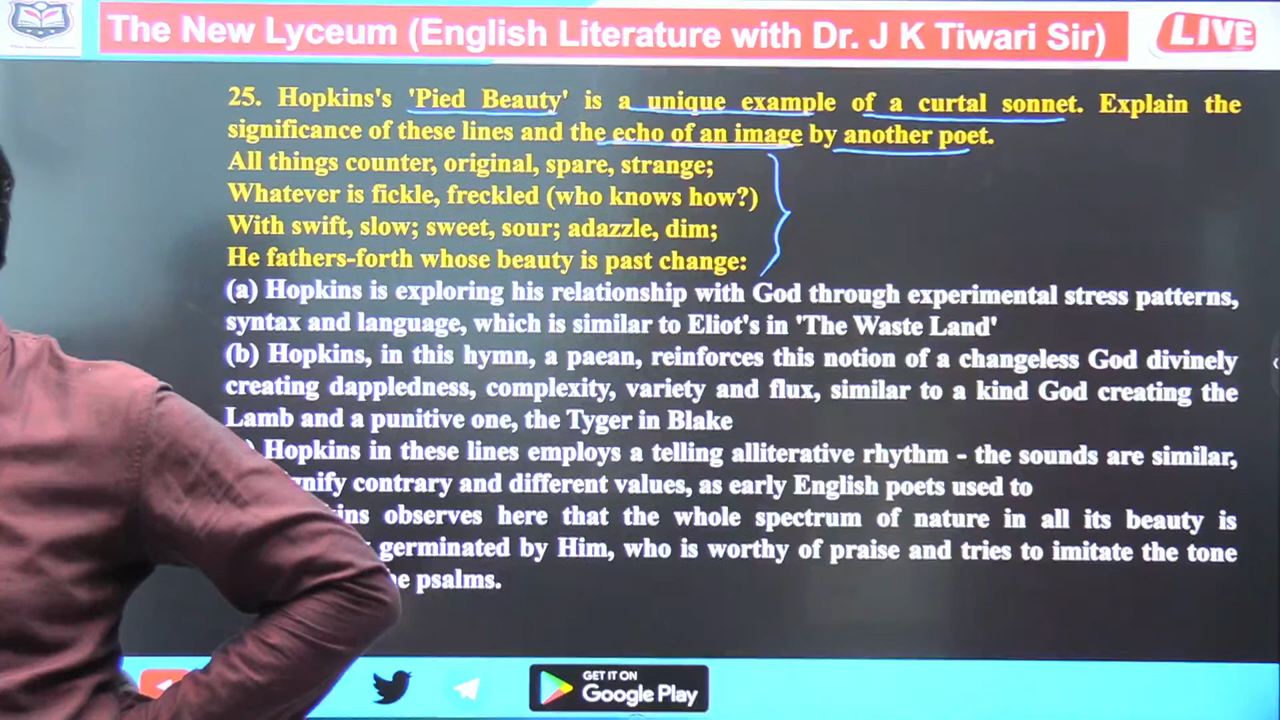 The New Lyceum (English Literature with Dr. J K Tiwari Sir)
LIVE
25. Hopkins's 'Pied Beauty' is a unique example of a curtal sonnet. Explain the
significance of these lines and the echo of an image by another poet.
All things counter, original, spare, strange;
Whatever is fickle, freckled (who knows how?)
With swift, slow; sweet, sour; adazzle, dim;
He fathers-forth whose beauty is past change:
(a) Hopkins is exploring his relationship with God through experimental stress patterns,
syntax and language, which is similar to Eliot's in 'The Waste Land'
(b) Hopkins, in this hymn, a paean, reinforces this notion of a changeless God divinely
creating dappledness, complexity, variety and flux, similar to a kind God creating the
Lamb and a punitive one, the Tyger in Blake
Hopkins in these lines employs a telling alliterative rhythm - the sounds are similar,
contrary and different values, as early English poets used to
observes here that the whole spectrum of nature in all its beauty is
germinated by Him, who is worthy of praise and tries to imitate the tone
psalms.
GET IT ON
Google Play